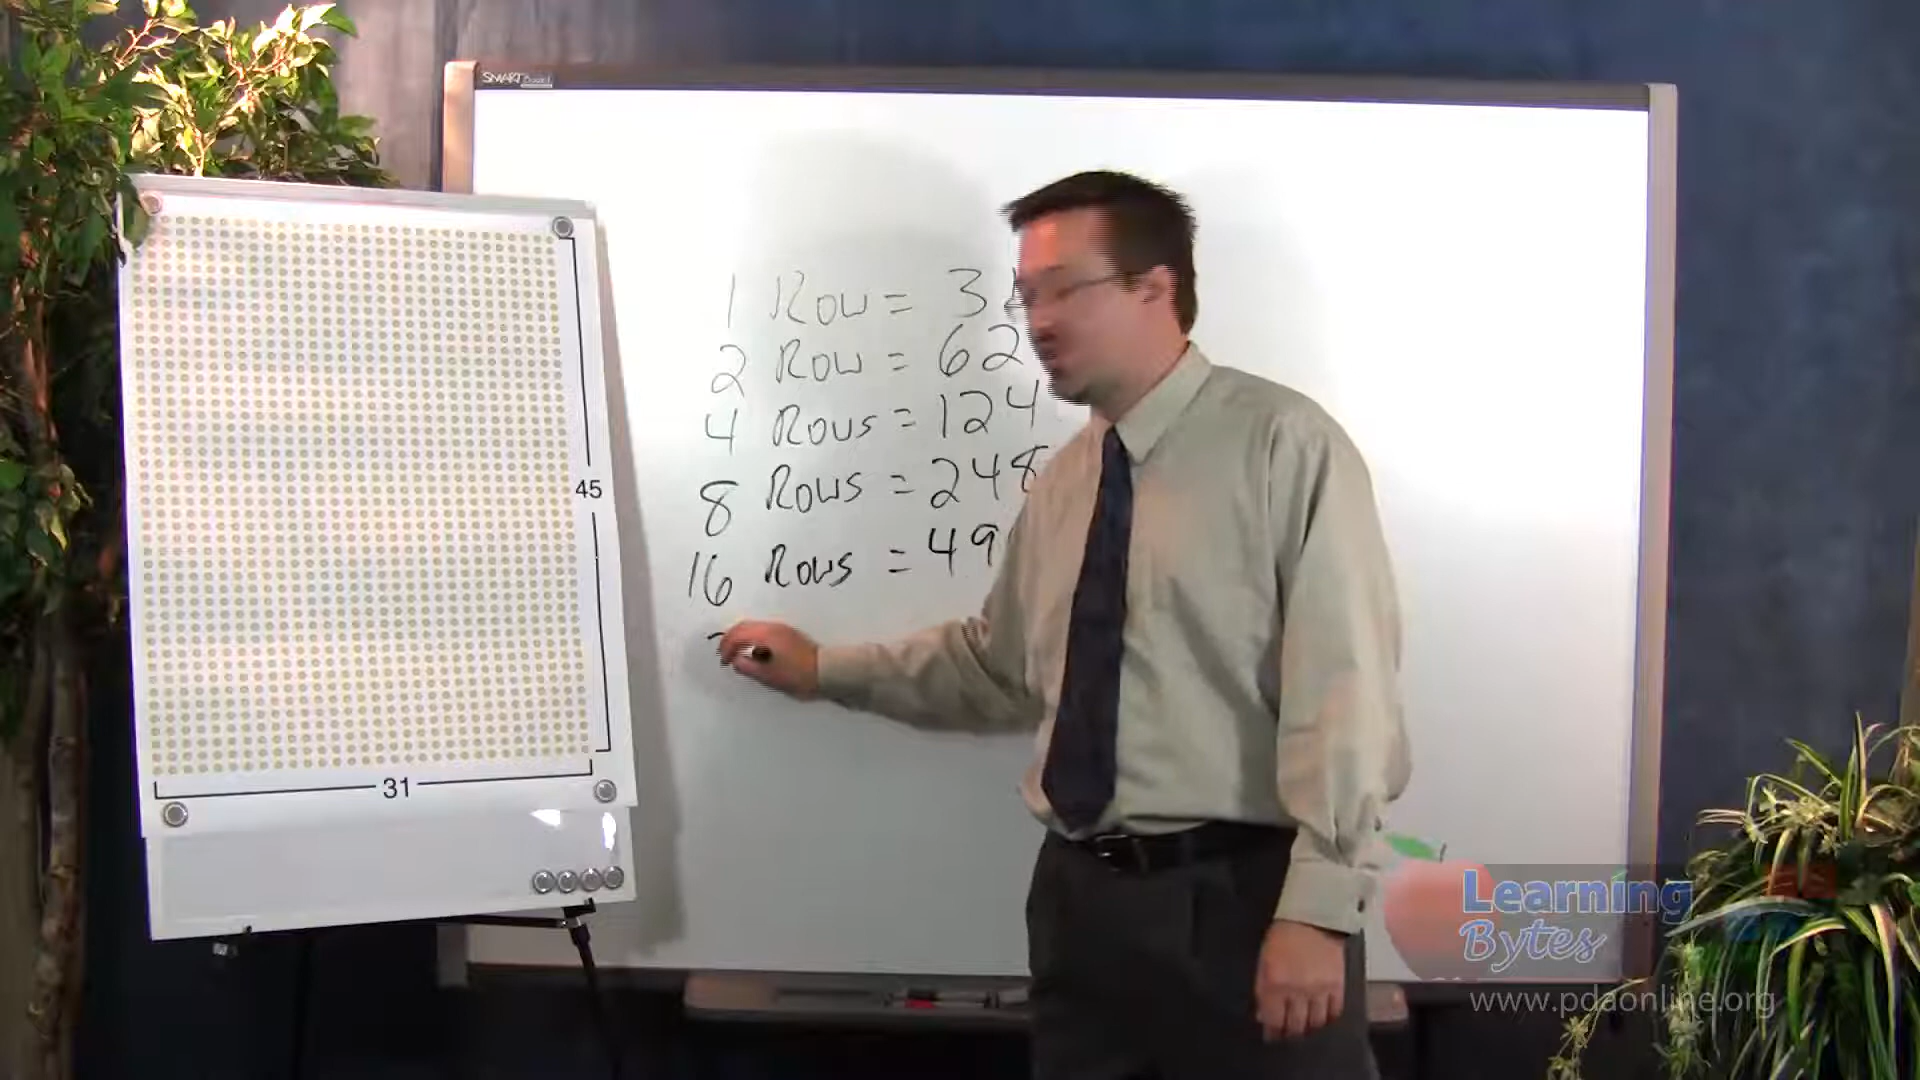 SMART Board
1 Row = 3
2 Row = 62
4 Rows = 124
8 Rows = 248
16 Rows = 49
45
31
Learning
Bytes
www.pdaonline.org